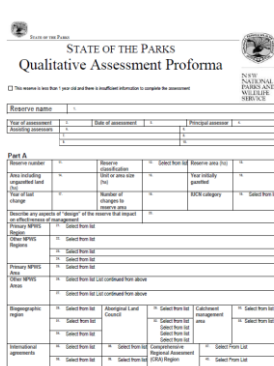 STATE OF THE PARKS
STATE OF THE PARKS
Qualitative Assessment Proforma
NSW
NATIONAL
PARKS AND
WILDLIFE
SERVICE
This reserve is less than 1 year old and there is insufficient information to complete the assessment
Reserve name
Year of assessment Date of assessment Principal assessor
Assisting assessors
Part A
Reserve number Reserve classification Select from list Reserve area (ha)
Area including ungazetted land (ha) Unit or area size (ha) Year initially gazetted
Year of last change Number of changes to reserve area IUCN category Select from list
Describe any aspects of "design" of the reserve that impact on effectiveness of management
Primary NPWS Region Select from list
Other NPWS Regions Select from list
Select from list
Select from list
Primary NPWS Area Select from list
Other NPWS Areas Select from list List continued from above
Select from list List continued from above
Biogeographic region Select from list Aboriginal Land Council Select from list Catchment management area Select from list
Select from list Select from list Select from list
Select from list Select from list
Select from list
International agreements Select from list Select from list Comprehensive Regional Assessment (CRA) Region Select From List
Select from list Select from list Select From List